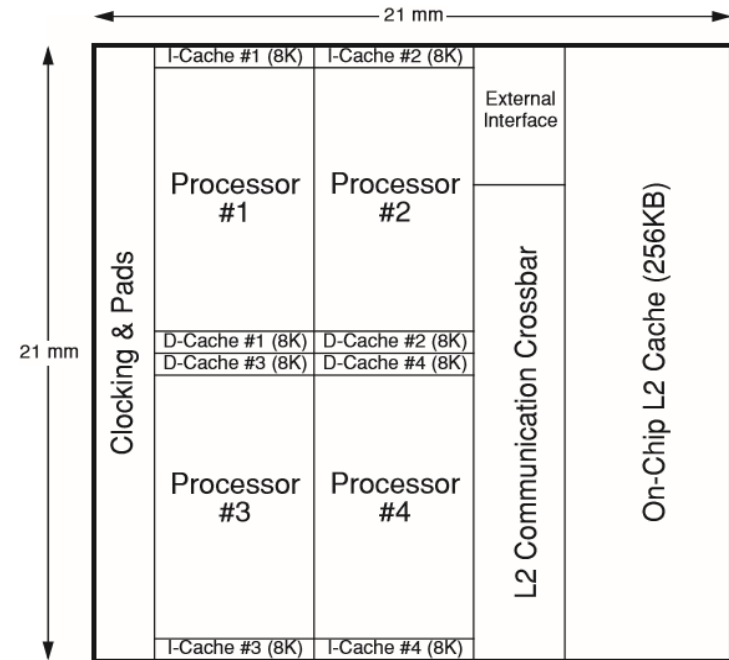 21 mm
21 mm
Clocking & Pads
I-Cache #1 (8K)
I-Cache #2 (8K)
Processor
#1
Processor
#2
D-Cache #1 (8K)
D-Cache #2 (8K)
D-Cache #3 (8K)
D-Cache #4 (8K)
Processor
#3
Processor
#4
I-Cache #3 (8K)
I-Cache #4 (8K)
External
Interface
L2 Communication Crossbar
On-Chip L2 Cache (256KB)